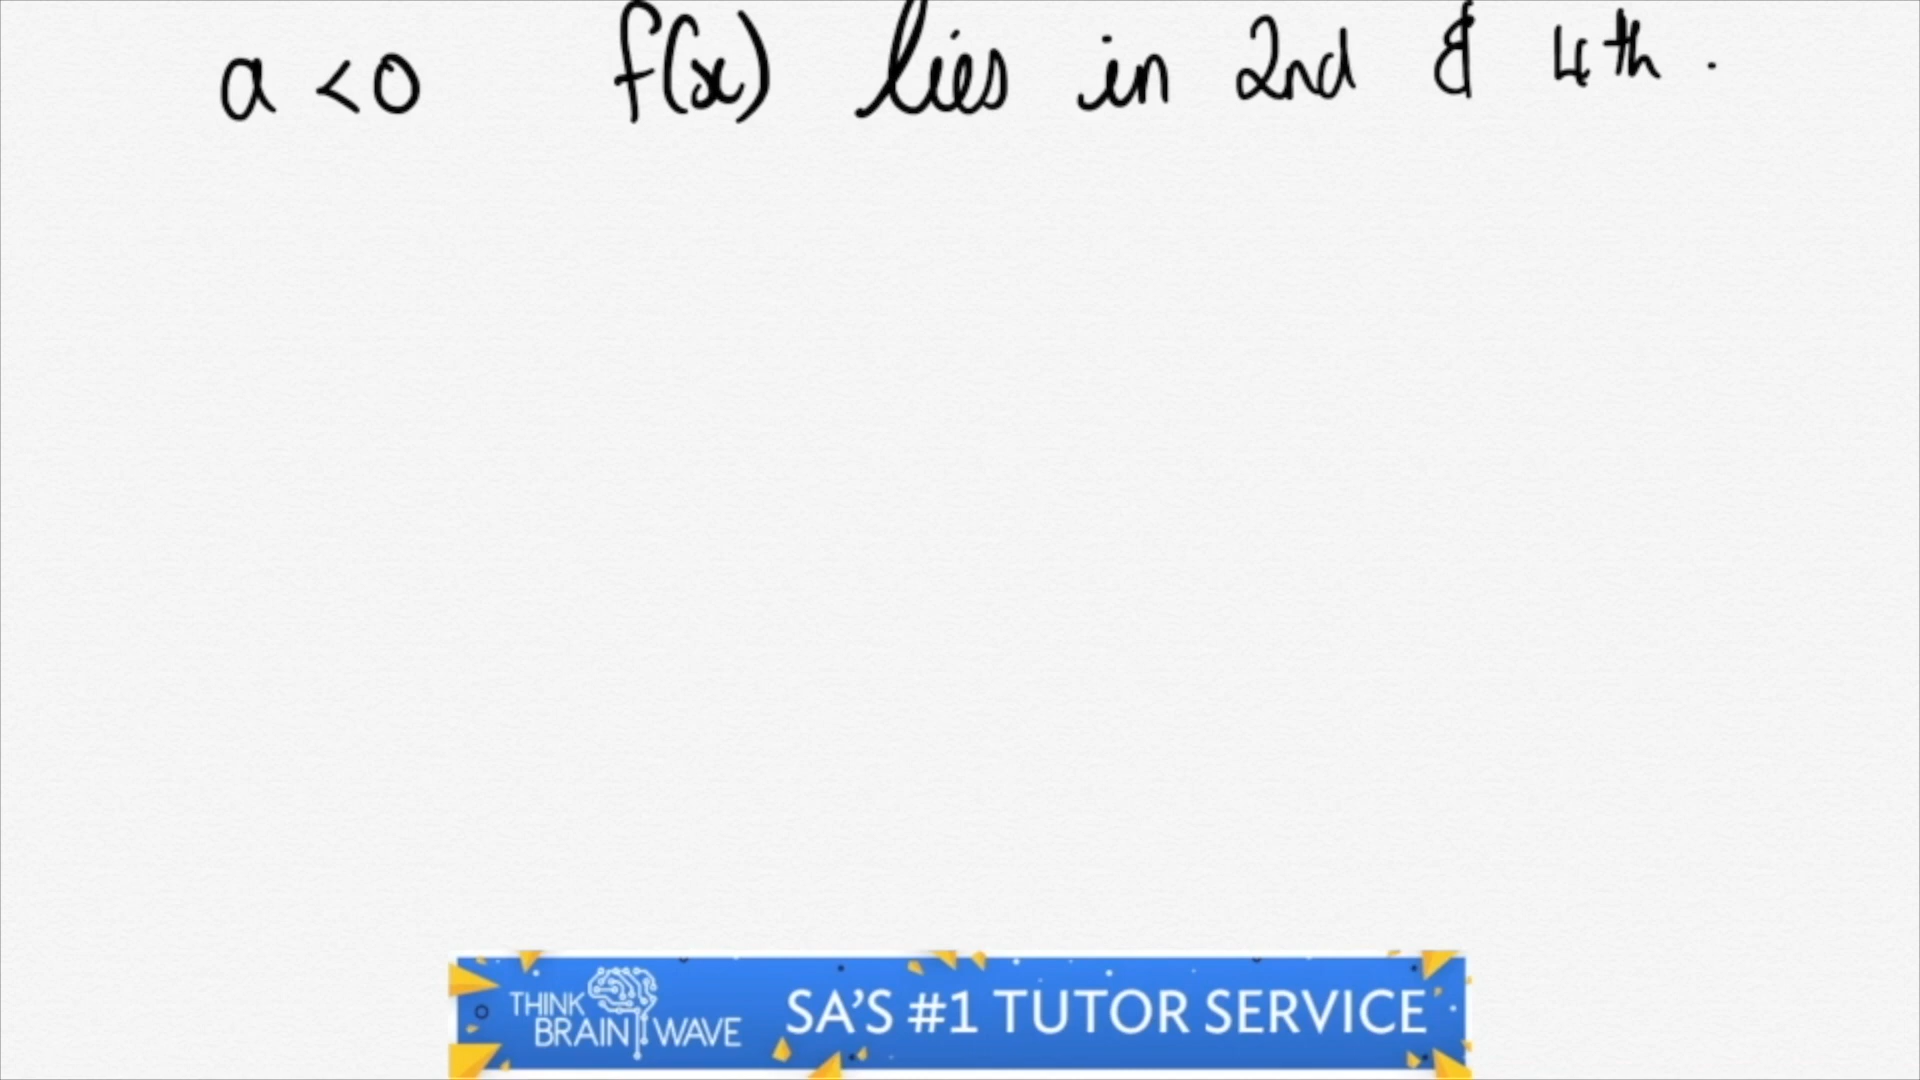 a < 0 f(x) lies in 2nd & 4th .
THINK
BRAIN WAVE
SA'S #1 TUTOR SERVICE